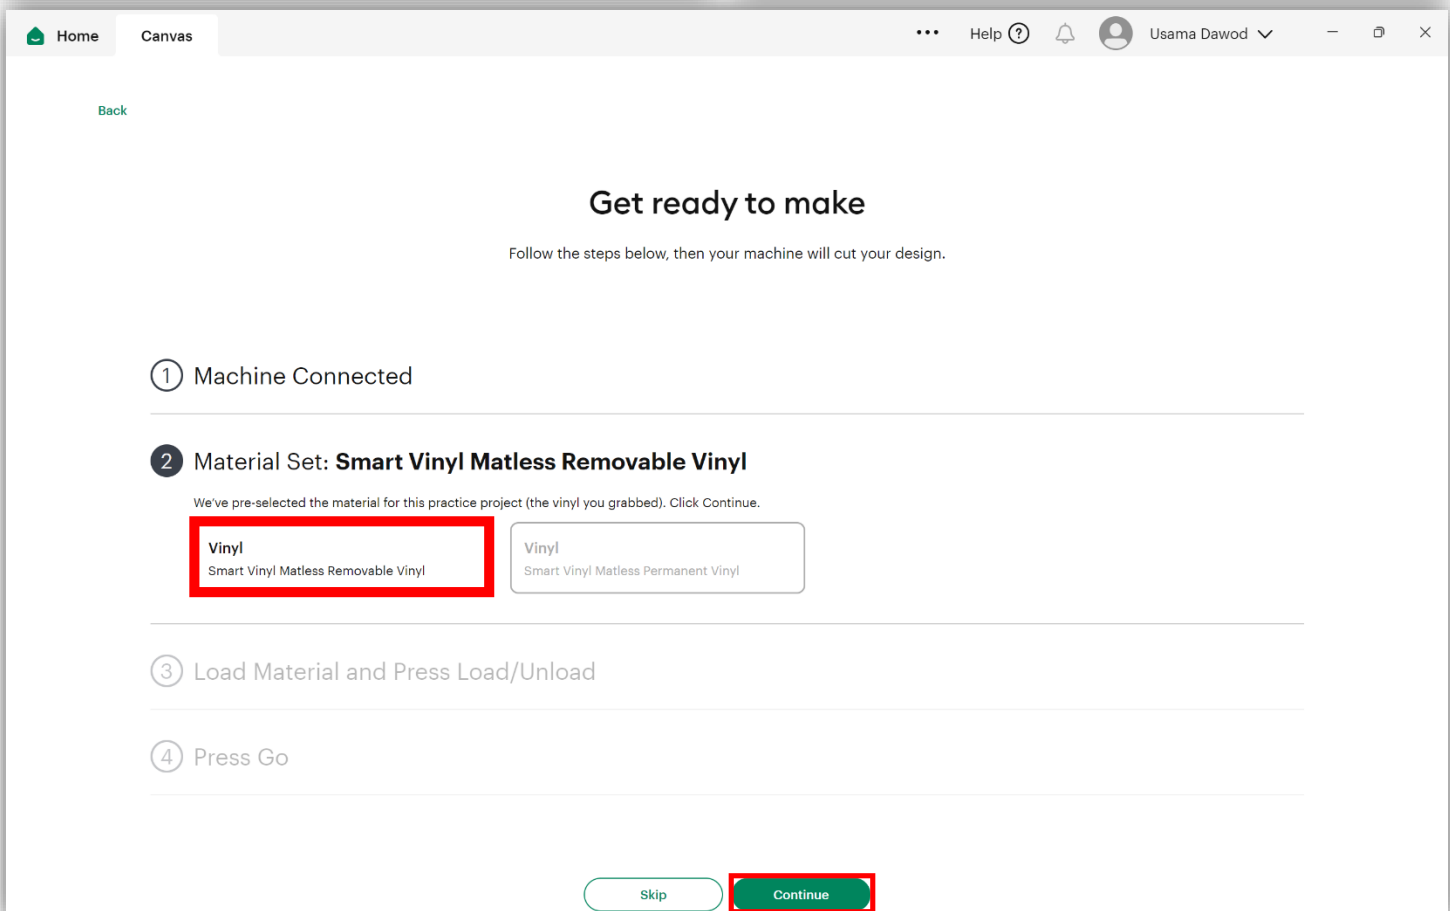 Home
Canvas
Help ?
Usama Dawod
Back
Get ready to make
Follow the steps below, then your machine will cut your design.
1 Machine Connected
2 Material Set: Smart Vinyl Matless Removable Vinyl
We've pre-selected the material for this practice project (the vinyl you grabbed). Click Continue.
Vinyl
Smart Vinyl Matless Removable Vinyl
Vinyl
Smart Vinyl Matless Permanent Vinyl
3 Load Material and Press Load/Unload
4 Press Go
Skip
Continue